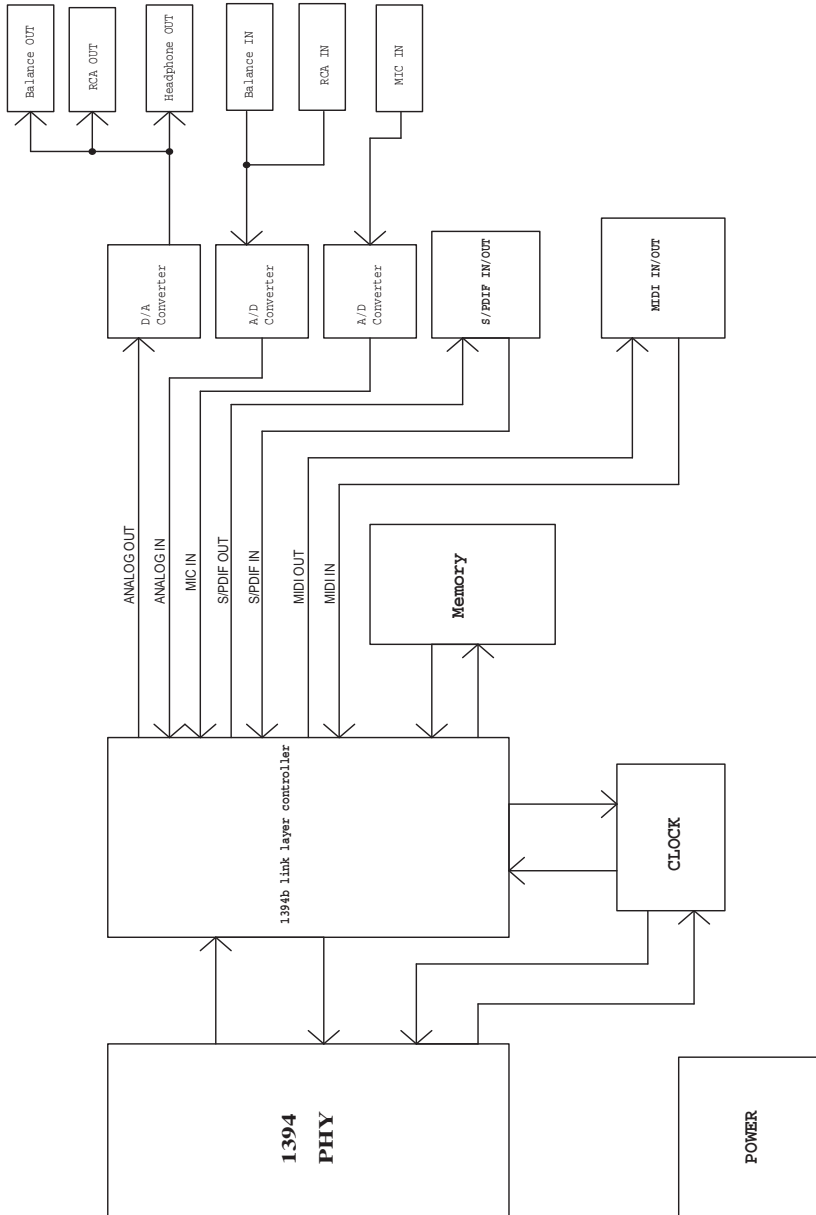 Balance OUT
RCA OUT
Headphone OUT
Balance IN
RCA IN
MIC IN
D/A
Converter
A/D
Converter
A/D
Converter
S/PDIF IN/OUT
MIDI IN/OUT
ANALOG OUT
ANALOG IN
MIC IN
S/PDIF OUT
S/PDIF IN
MIDI OUT
MIDI IN
Memory
1394b link layer controller
CLOCK
1394
PHY
POWER